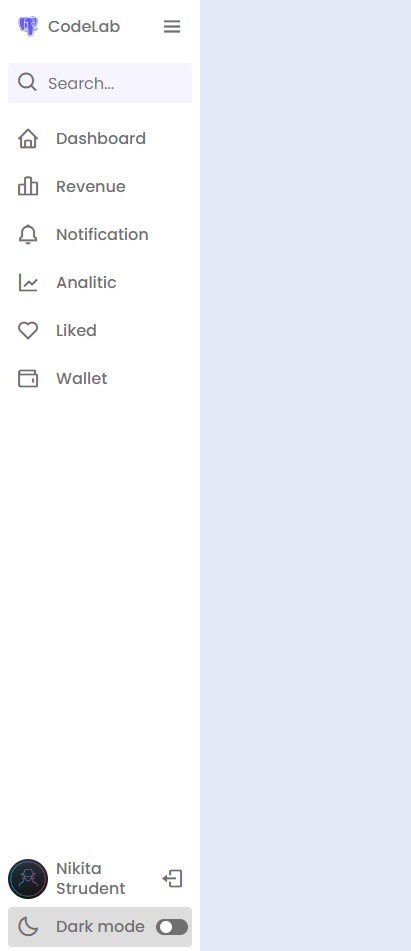 CodeLab
Search...
Dashboard
Revenue
Notification
Analitic
Liked
Wallet
Nikita
Strudent
Dark mode